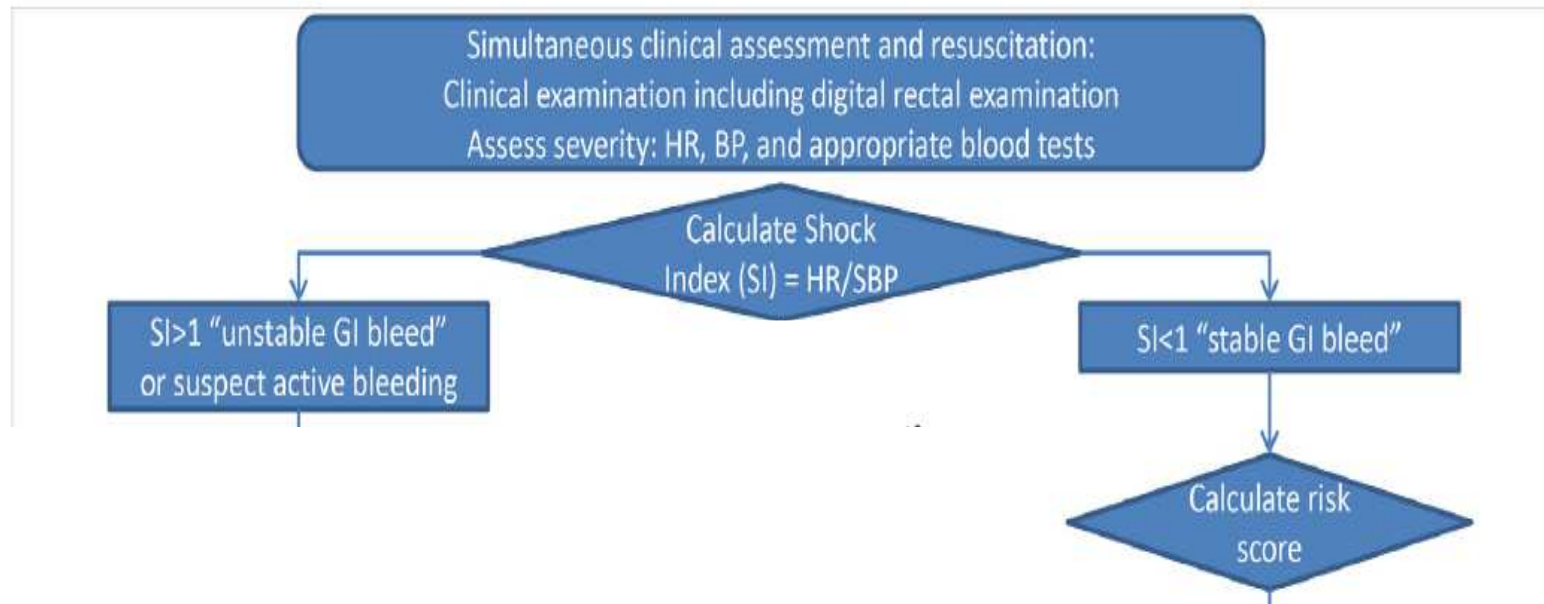 Simultaneous clinical assessment and resuscitation:
Clinical examination including digital rectal examination
Assess severity: HR, BP, and appropriate blood tests
Calculate Shock
Index (SI) = HR/SBP
SI>1 “unstable GI bleed”
or suspect active bleeding
SI<1 “stable GI bleed”
Calculate risk
score